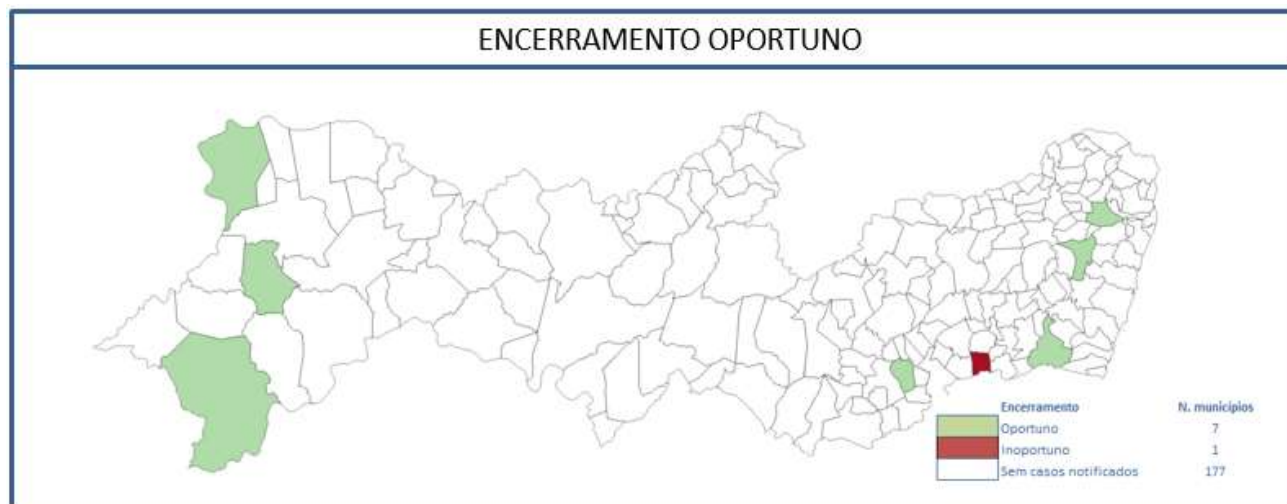 ENCERRAMENTO OPORTUNO
Encerramento N. municípios
Oportuno 7
Inoportuno 1
Sem casos notificados 177